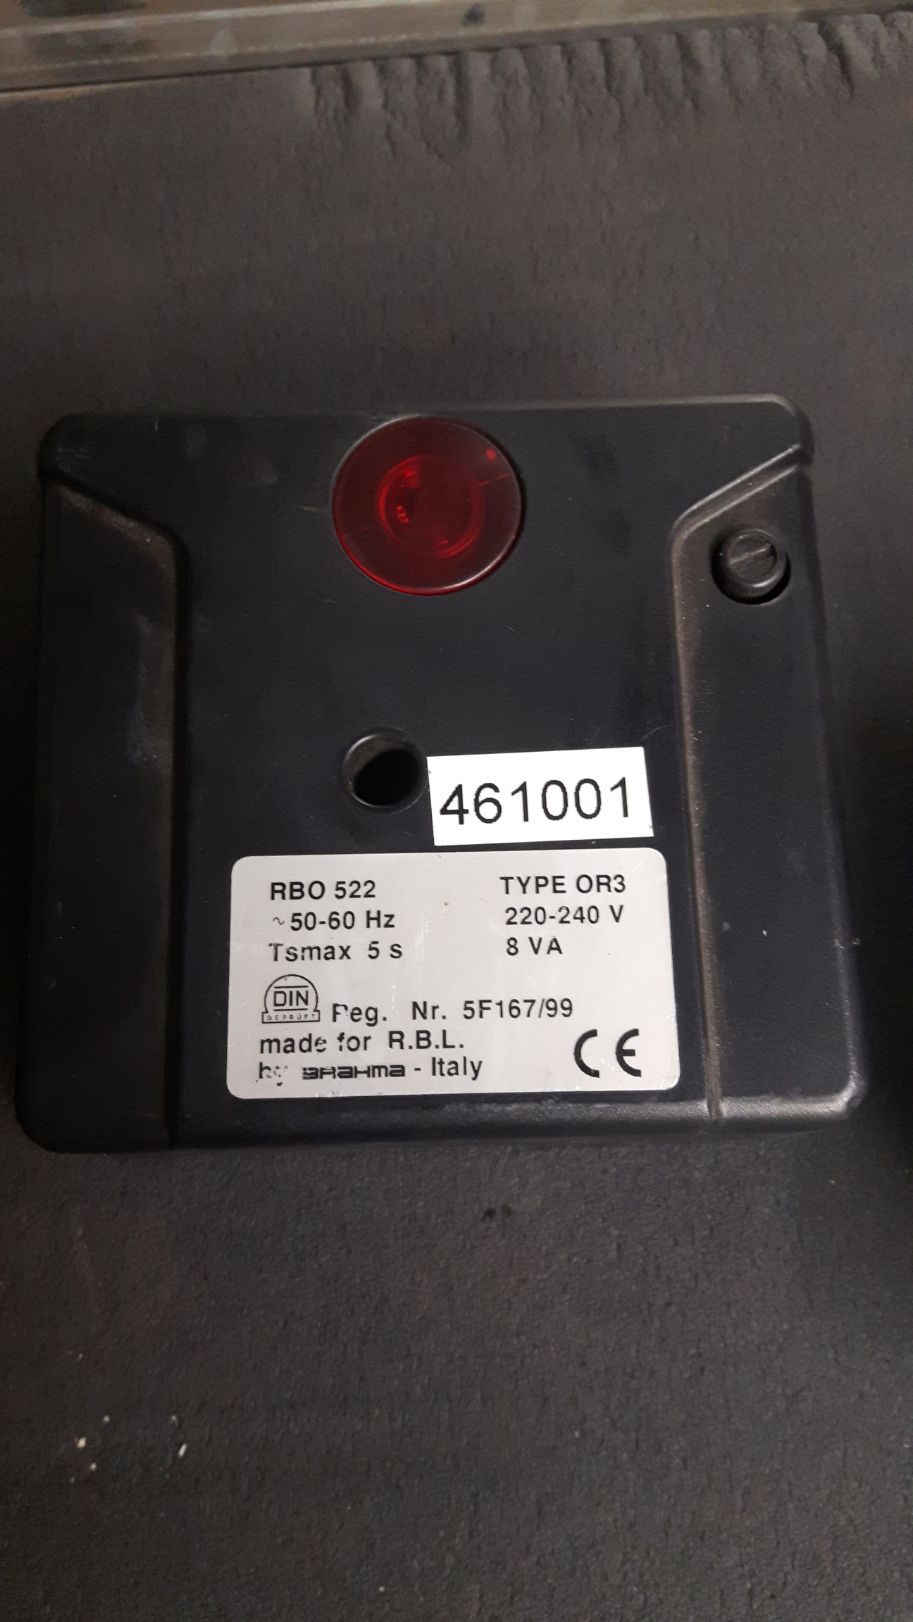 461001
RBO 522 TYPE OR3
~50-60 Hz 220-240 V
Tsmax 5 s 8 VA
DIN
GEPRÜFT
Reg. Nr. 5F167/99
made for R.B.L.
by BRAHMA - Italy
CE